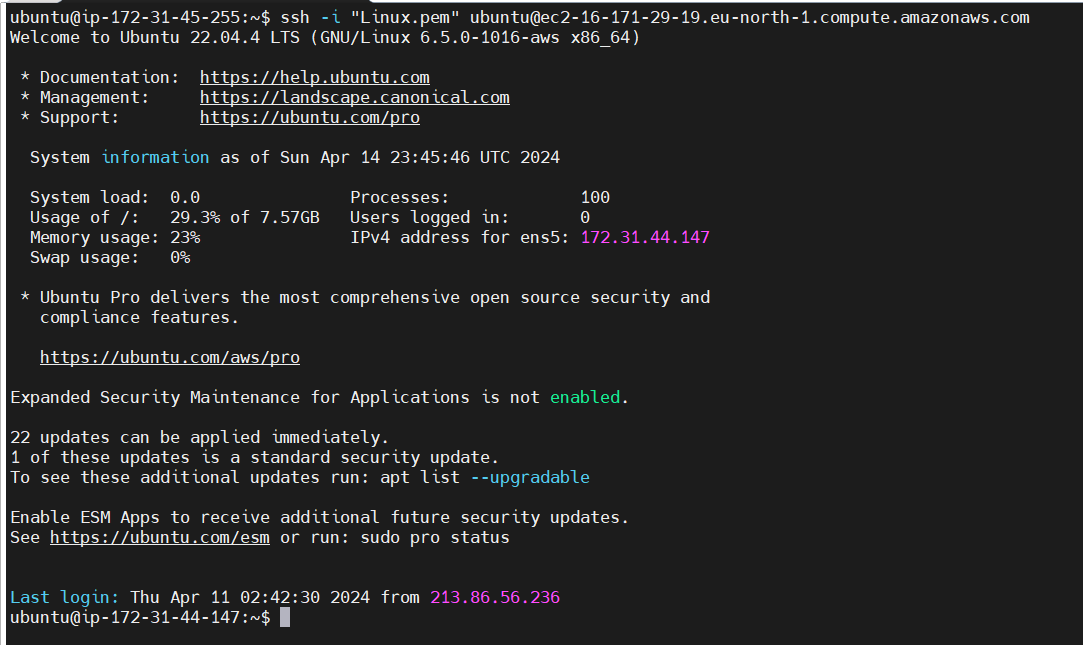 ubuntu@ip-172-31-45-255:~$ ssh -i "Linux.pem" ubuntu@ec2-16-171-29-19.eu-north-1.compute.amazonaws.com
Welcome to Ubuntu 22.04.4 LTS (GNU/Linux 6.5.0-1016-aws x86_64)
* Documentation: https://help.ubuntu.com
* Management: https://landscape.canonical.com
* Support: https://ubuntu.com/pro
System information as of Sun Apr 14 23:45:46 UTC 2024
System load: 0.0 Processes: 100
Usage of /: 29.3% of 7.57GB Users logged in: 0
Memory usage: 23% IPv4 address for ens5: 172.31.44.147
Swap usage: 0%
* Ubuntu Pro delivers the most comprehensive open source security and
compliance features.
https://ubuntu.com/aws/pro
Expanded Security Maintenance for Applications is not enabled.
22 updates can be applied immediately.
1 of these updates is a standard security update.
To see these additional updates run: apt list --upgradable
Enable ESM Apps to receive additional future security updates.
See https://ubuntu.com/esm or run: sudo pro status
Last login: Thu Apr 11 02:42:30 2024 from 213.86.56.236
ubuntu@ip-172-31-44-147:~$